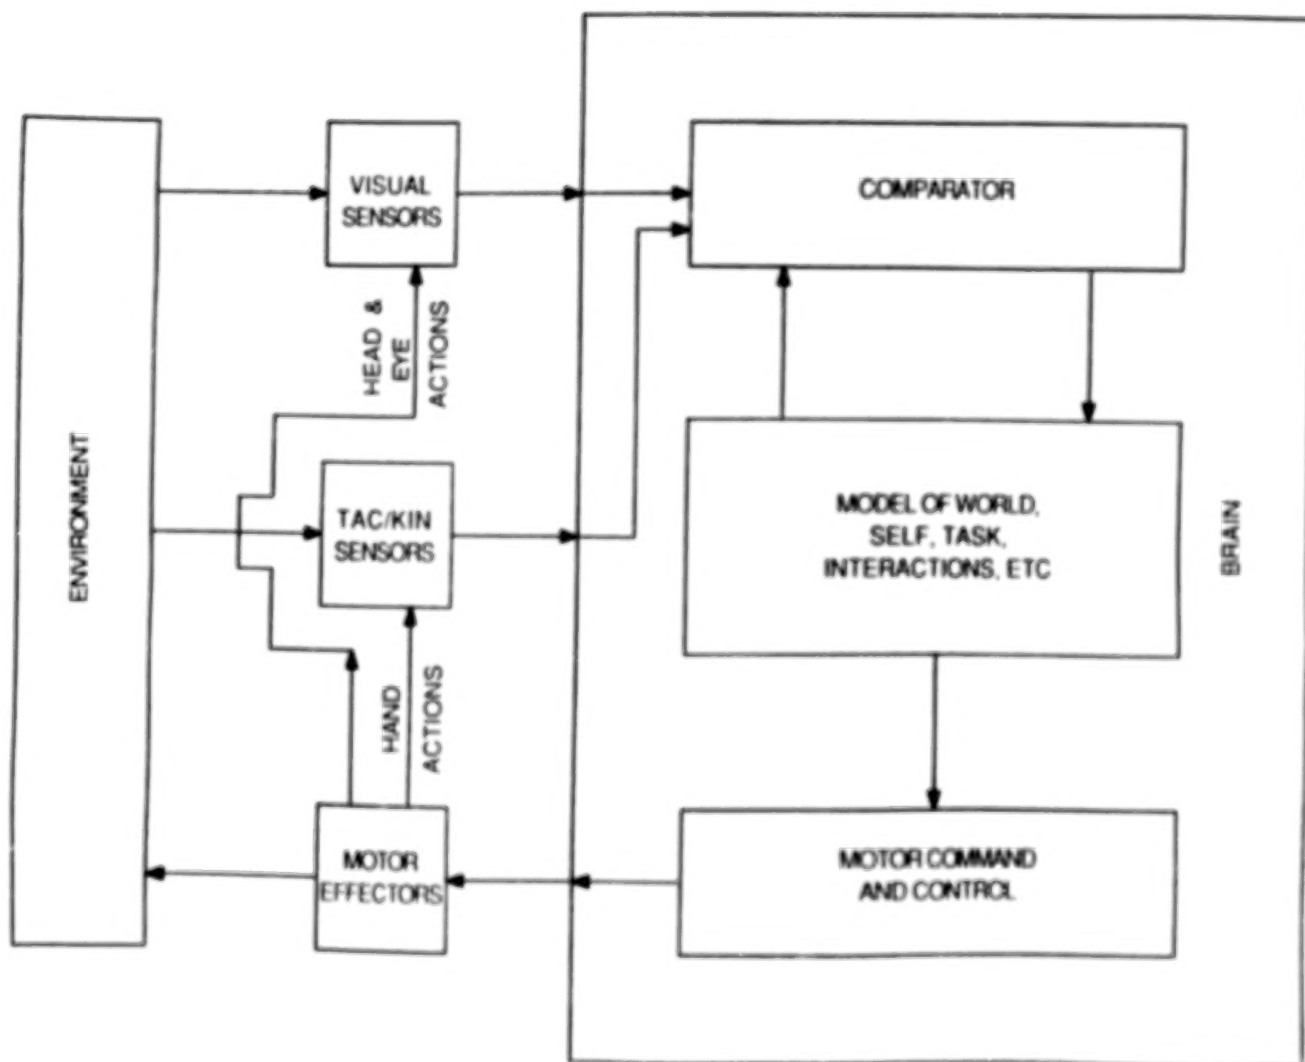 ENVIRONMENT
VISUAL
SENSORS
HEAD &
EYE
ACTIONS
TAC/KIN
SENSORS
HAND
ACTIONS
MOTOR
EFFECTORS
COMPARATOR
MODEL OF WORLD,
SELF, TASK,
INTERACTIONS, ETC
MOTOR COMMAND
AND CONTROL
BRAIN